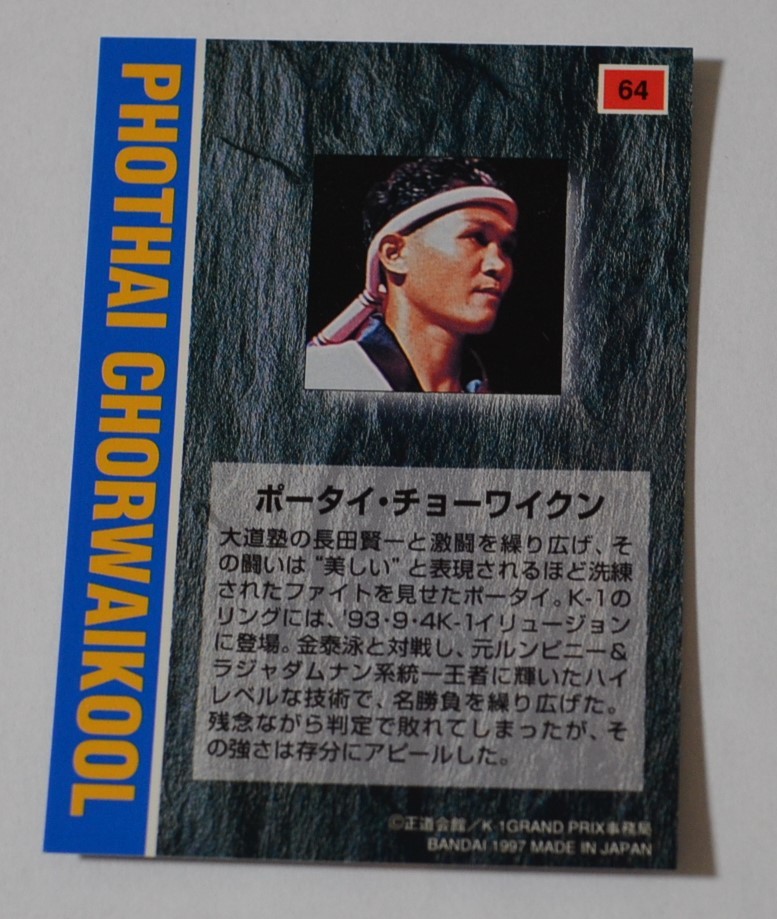 PHOTHAI CHORWAIKOOL
64
ポータイ・チョーワイクン
大道塾の長田賢一と激闘を繰り広げ、そ
の闘いは“美しい”と表現されるほど洗練
されたファイトを見せたポータイ。K-1の
リングには、'93・9・4K-1イリュージョン
に登場。金泰泳と対戦し、元ルンピニー&
ラジャダムナン系統一王者に輝いたハイ
レベルな技術で、名勝負を繰り広げた。
残念ながら判定で敗れてしまったが、そ
の強さは存分にアピールした。
©正道会館／K-1GRAND PRIX事務局
BANDAI 1997 MADE IN JAPAN